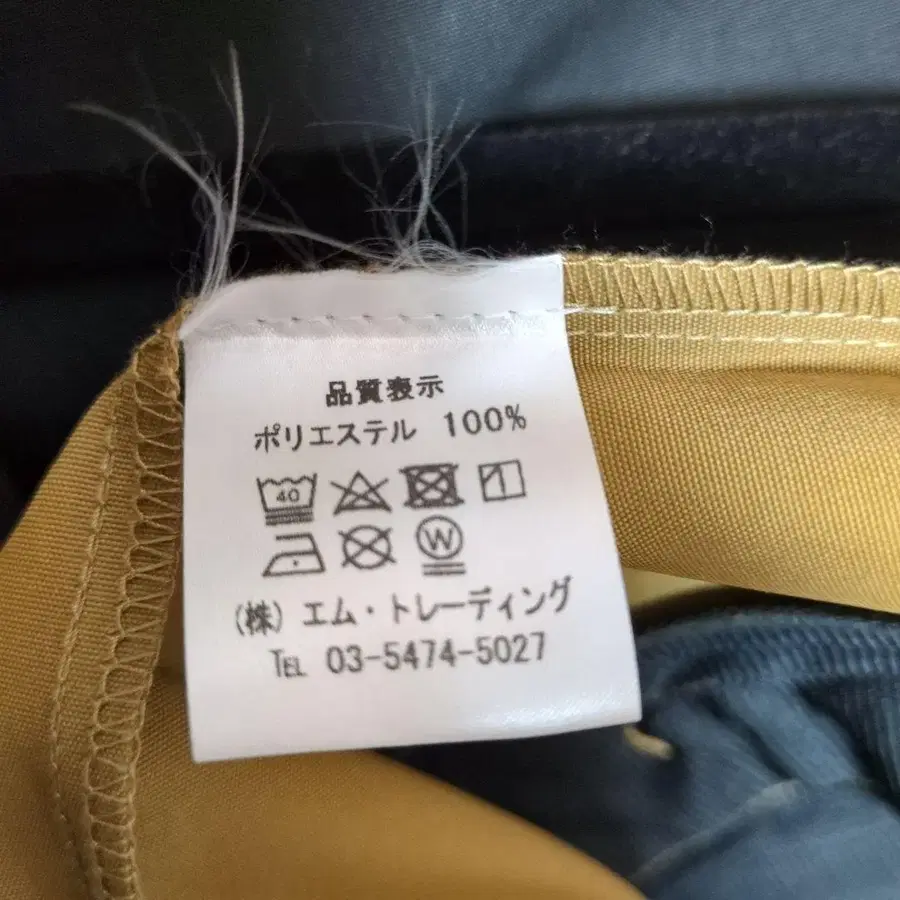 品質表示
ポリエステル 100%
40
W
(株) エム・トレーディング
TEL 03-5474-5027